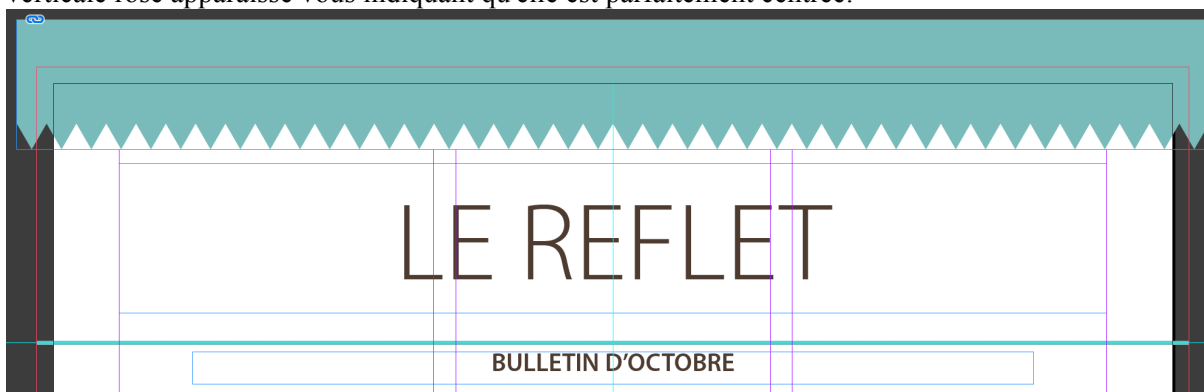 verticale rose apparaisse vous indiquant qu'elle est parfaitement centrée.
LE REFLET
BULLETIN D'OCTOBRE